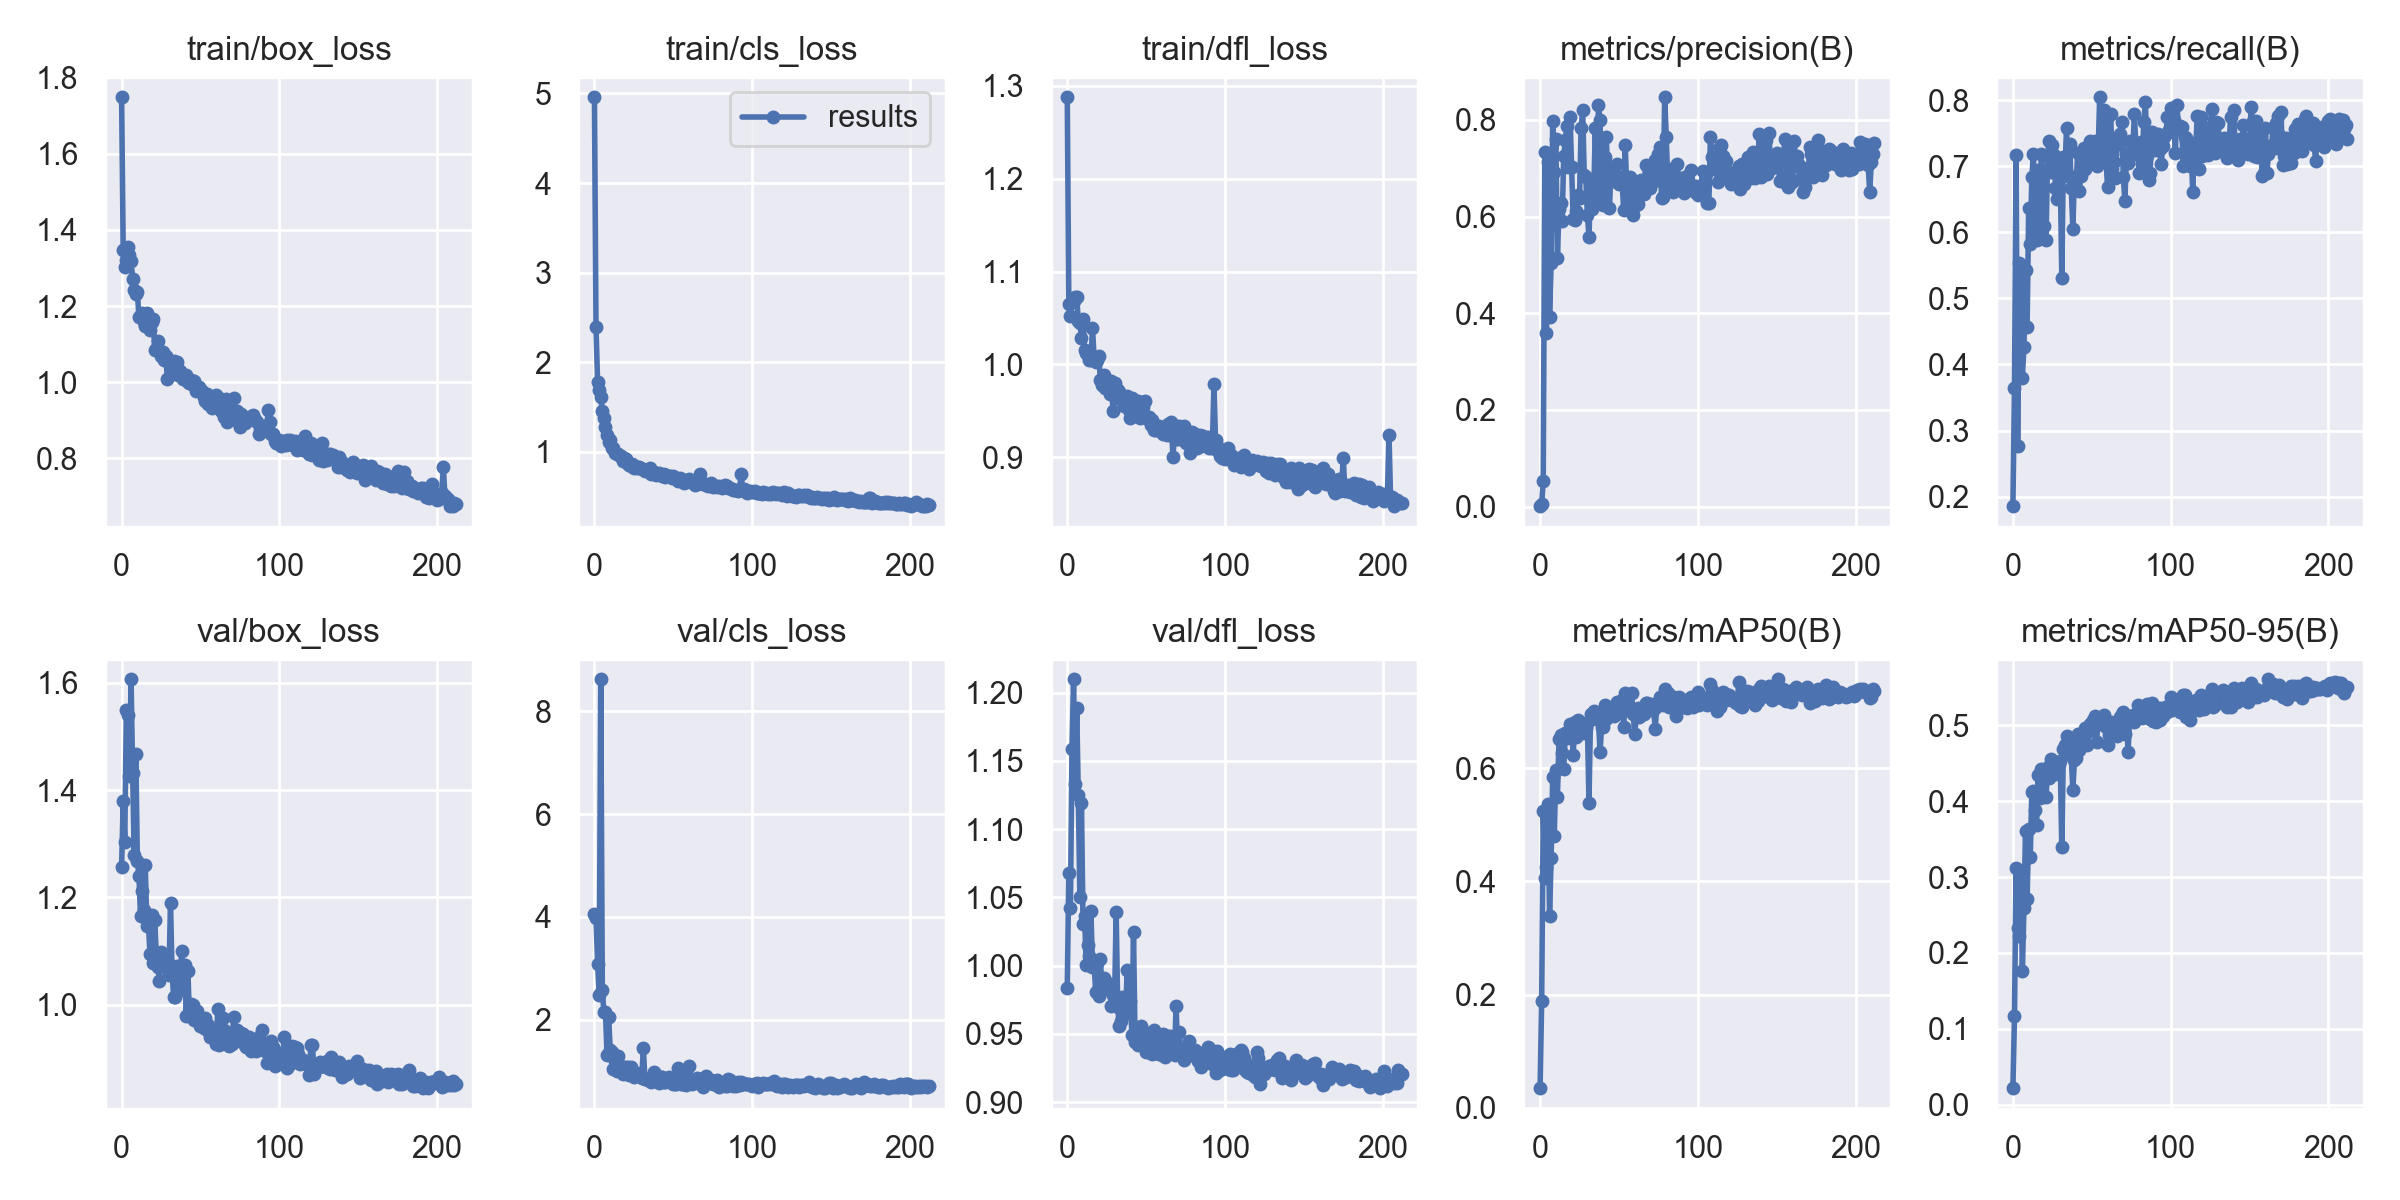 train/box_loss
1.8
1.6
1.4
1.2
1.0
0.8
0 100 200
train/cls_loss
results
5
4
3
2
1
0 100 200
train/dfl_loss
1.3
1.2
1.1
1.0
0.9
0 100 200
metrics/precision(B)
0.8
0.6
0.4
0.2
0.0
0 100 200
metrics/recall(B)
0.8
0.7
0.6
0.5
0.4
0.3
0.2
0 100 200
val/box_loss
1.6
1.4
1.2
1.0
0 100 200
val/cls_loss
8
6
4
2
0 100 200
val/dfl_loss
1.20
1.15
1.10
1.05
1.00
0.95
0.90
0 100 200
metrics/mAP50(B)
0.6
0.4
0.2
0.0
0 100 200
metrics/mAP50-95(B)
0.5
0.4
0.3
0.2
0.1
0.0
0 100 200